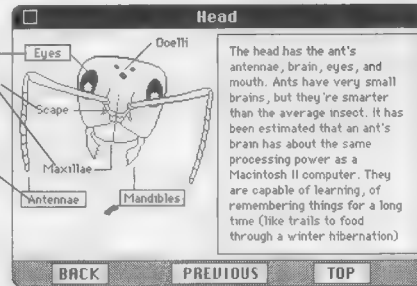 Head
Eyes
Ocelli
Scape
Maxillae
Antennae
Mandibles
The head has the ant's
antennae, brain, eyes, and
mouth. Ants have very small
brains, but they're smarter
than the average insect. It has
been estimated that an ant's
brain has about the same
processing power as a
Macintosh II computer. They
are capable of learning, of
remembering things for a long
time (like trails to food
through a winter hibernation)
BACK
PREVIOUS
TOP